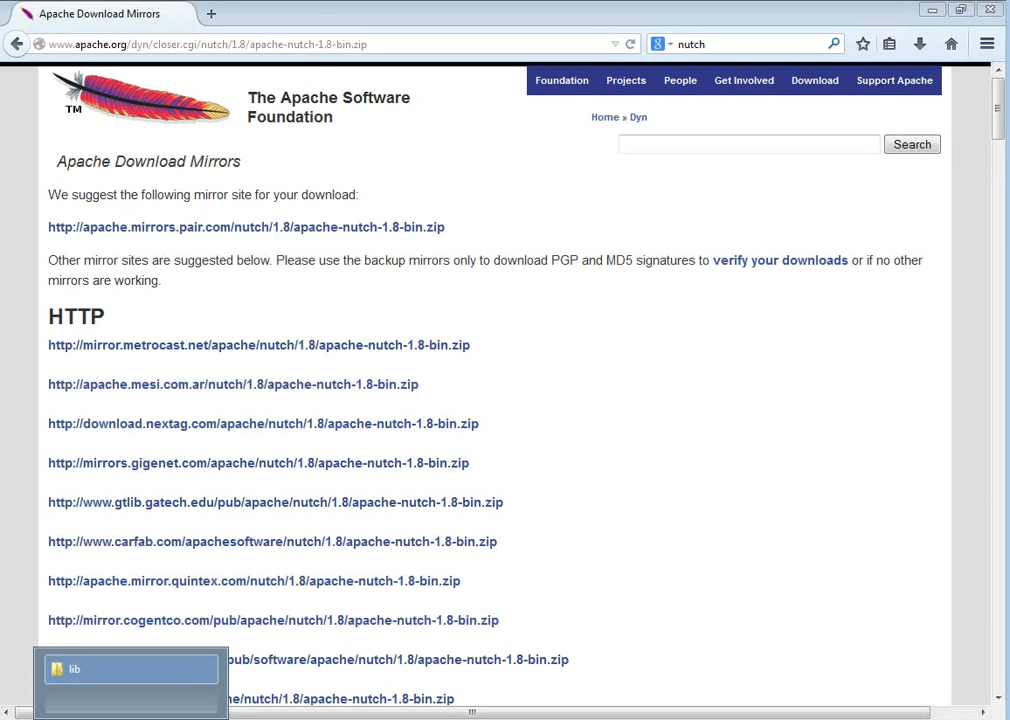 Apache Download Mirrors
www.apache.org/dyn/closer.cgi/nutch/1.8/apache-nutch-1.8-bin.zip
nutch
TM
The Apache Software
Foundation
Foundation
Projects
People
Get Involved
Download
Support Apache
Home » Dyn
Search
Apache Download Mirrors
We suggest the following mirror site for your download:
http://apache.mirrors.pair.com/nutch/1.8/apache-nutch-1.8-bin.zip
Other mirror sites are suggested below. Please use the backup mirrors only to download PGP and MD5 signatures to verify your downloads or if no other
mirrors are working.
HTTP
http://mirror.metrocast.net/apache/nutch/1.8/apache-nutch-1.8-bin.zip
http://apache.mesi.com.ar/nutch/1.8/apache-nutch-1.8-bin.zip
http://download.nextag.com/apache/nutch/1.8/apache-nutch-1.8-bin.zip
http://mirrors.gigenet.com/apache/nutch/1.8/apache-nutch-1.8-bin.zip
http://www.gtlib.gatech.edu/pub/apache/nutch/1.8/apache-nutch-1.8-bin.zip
http://www.carfab.com/apachesoftware/nutch/1.8/apache-nutch-1.8-bin.zip
http://apache.mirror.quintex.com/nutch/1.8/apache-nutch-1.8-bin.zip
http://mirror.cogentco.com/pub/apache/nutch/1.8/apache-nutch-1.8-bin.zip
pub/software/apache/nutch/1.8/apache-nutch-1.8-bin.zip
lib
he/nutch/1.8/apache-nutch-1.8-bin.zip